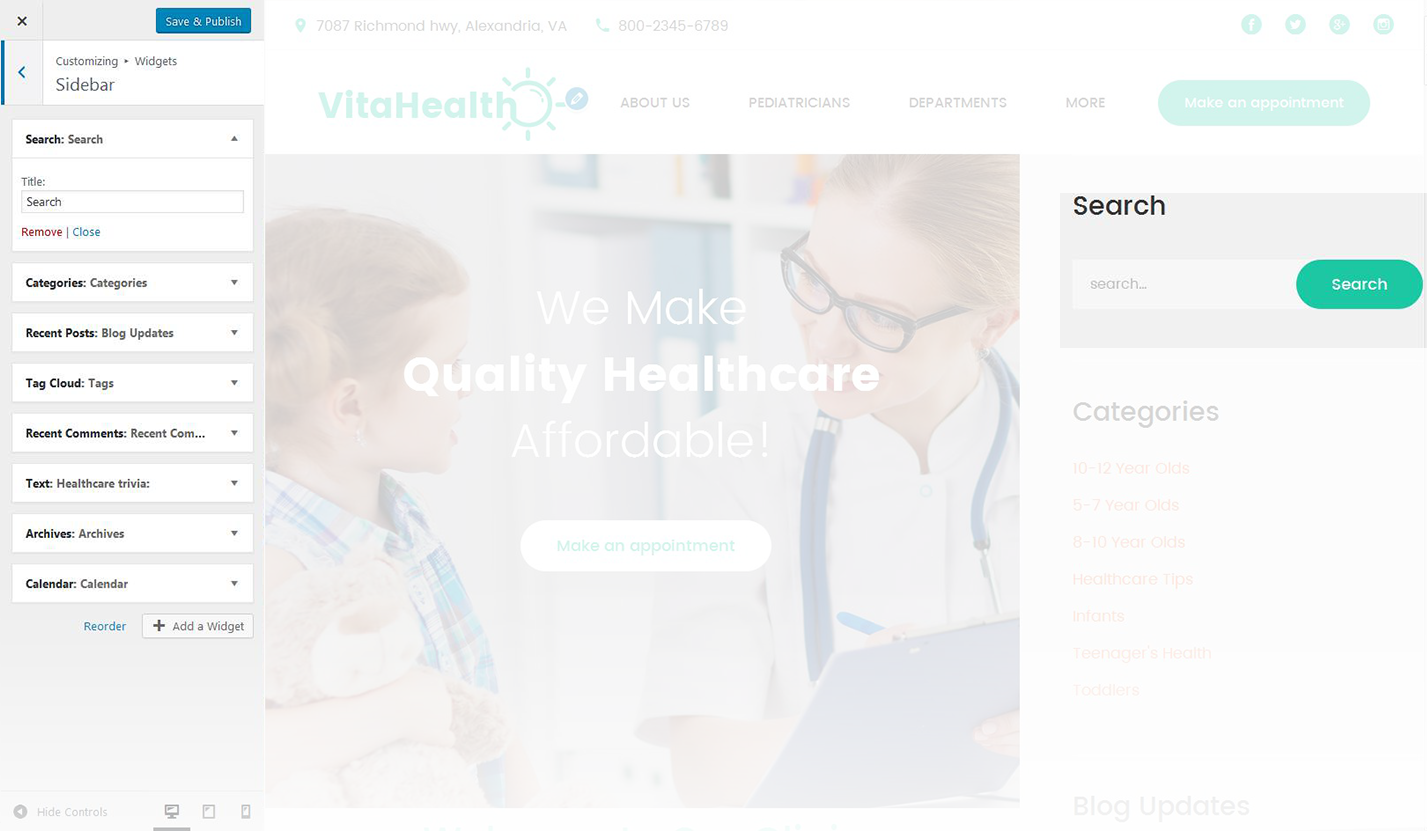 Save & Publish
Customizing ▸ Widgets
Sidebar
Search: Search
Title:
Search
Remove | Close
Categories: Categories
Recent Posts: Blog Updates
Tag Cloud: Tags
Recent Comments: Recent Com...
Text: Healthcare trivia:
Archives: Archives
Calendar: Calendar
Reorder
Add a Widget
Hide Controls
7087 Richmond hwy, Alexandria, VA
800-2345-6789
VitaHealth
ABOUT US
PEDIATRICIANS
DEPARTMENTS
MORE
Make an appointment
We Make
Quality Healthcare
Affordable!
Make an appointment
Search
search...
Search
Categories
10-12 Year Olds
5-7 Year Olds
8-10 Year Olds
Healthcare Tips
Infants
Teenager's Health
Toddlers
Blog Updates